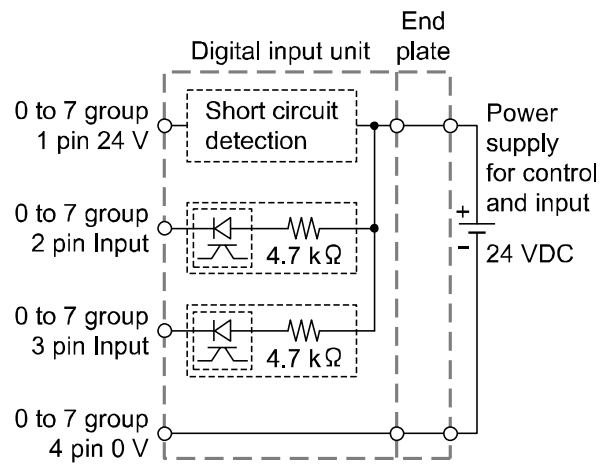 End
plate
Digital input unit
0 to 7 group
1 pin 24 V
Short circuit
detection
Power
supply
for control
and input
0 to 7 group
2 pin Input
4.7 kΩ
+
−
24 VDC
0 to 7 group
3 pin Input
4.7 kΩ
0 to 7 group
4 pin 0 V